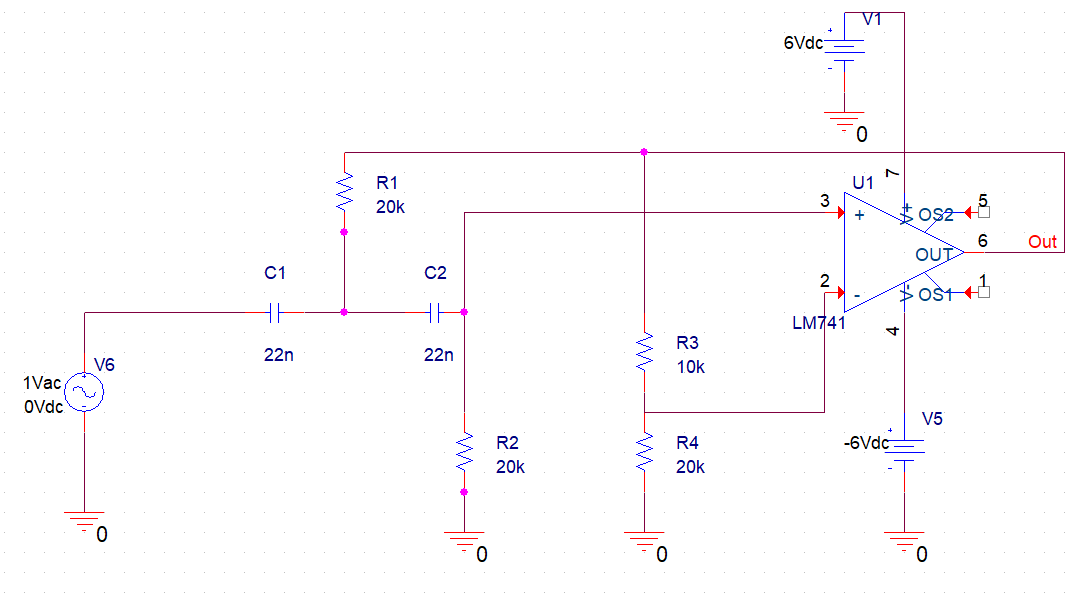 V1
6Vdc
+
-
0
7
R1
20k
U1
3
+
V+
OS2
5
6
Out
OUT
2
-
V-
OS1
1
LM741
4
C1
C2
22n
22n
V6
1Vac
0Vdc
+
-
R3
10k
V5
-6Vdc
+
-
R2
20k
R4
20k
0
0
0
0